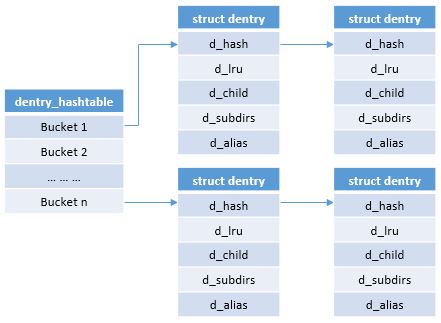 dentry_hashtable
Bucket 1
Bucket 2
... ... ...
Bucket n
struct dentry
d_hash
d_lru
d_child
d_subdirs
d_alias
struct dentry
d_hash
d_lru
d_child
d_subdirs
d_alias
struct dentry
d_hash
d_lru
d_child
d_subdirs
d_alias
struct dentry
d_hash
d_lru
d_child
d_subdirs
d_alias